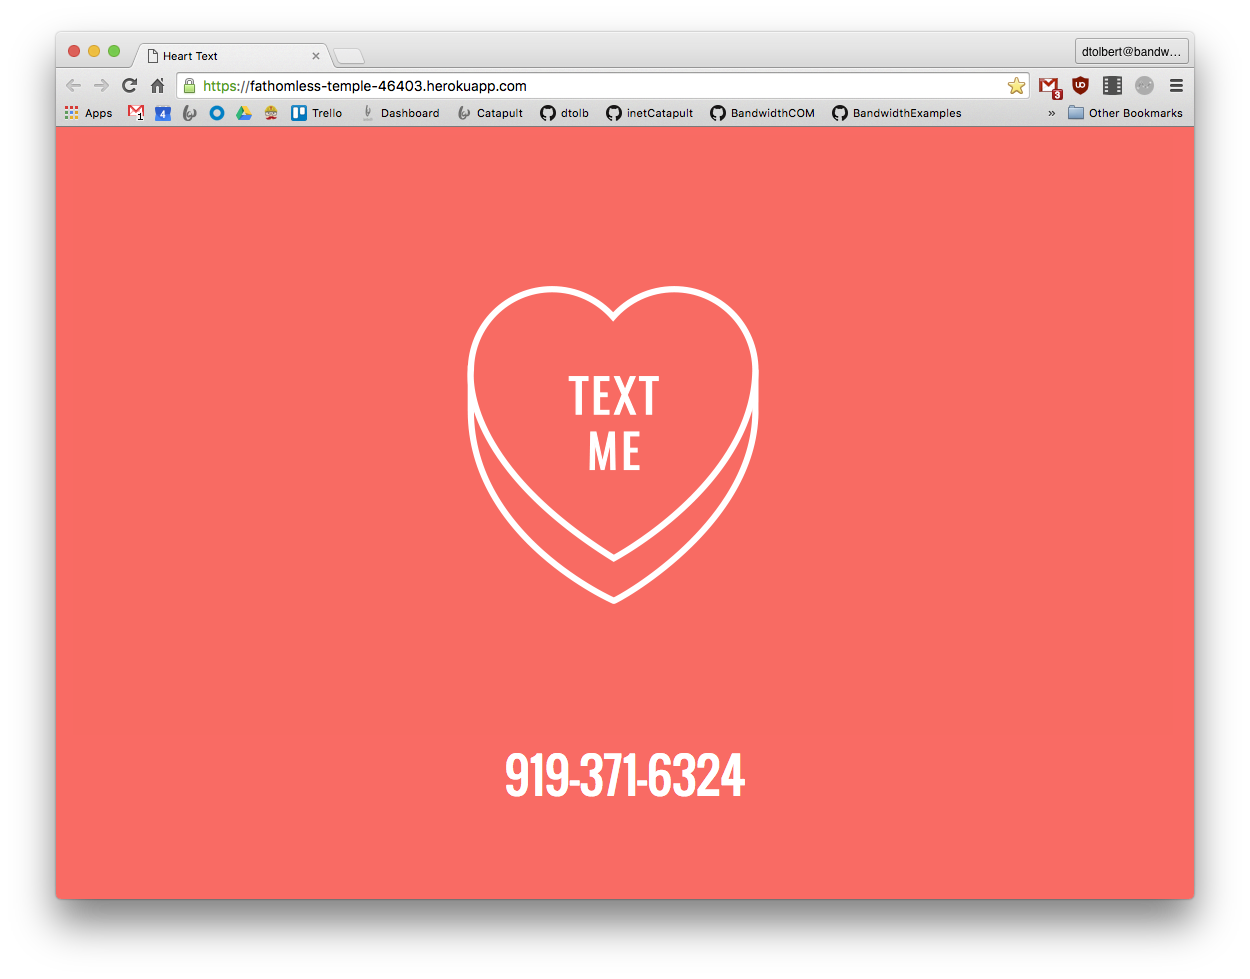 Heart Text
dtolbert@bandw...
https://fathomless-temple-46403.herokuapp.com
3
UD
Apps 1 4 Trello Dashboard Catapult dtolb inetCatapult BandwidthCOM BandwidthExamples » Other Bookmarks
TEXT
ME
919-371-6324